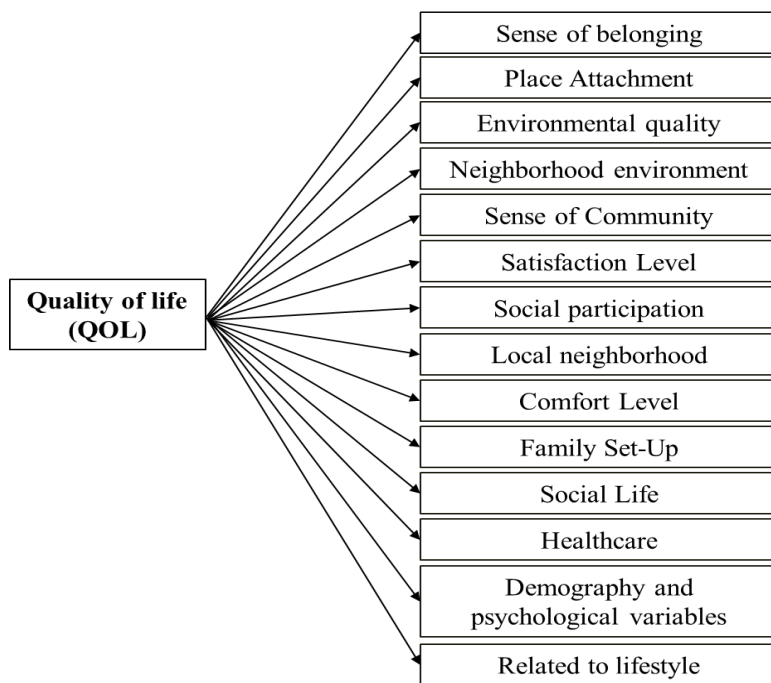 Quality of life
(QOL)
Sense of belonging
Place Attachment
Environmental quality
Neighborhood environment
Sense of Community
Satisfaction Level
Social participation
Local neighborhood
Comfort Level
Family Set-Up
Social Life
Healthcare
Demography and
psychological variables
Related to lifestyle